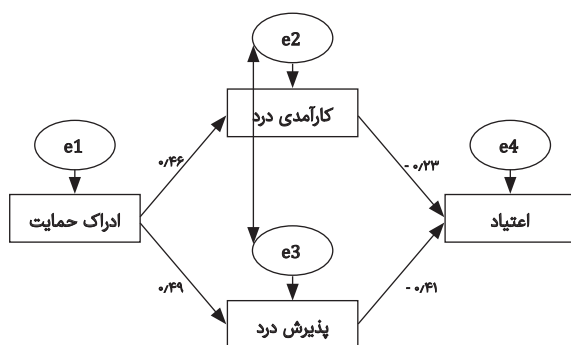 e2
کارآمدی درد
e1
e4
۰٫۴۶
- ۰٫۲۳
ادراک حمایت
اعتیاد
e3
۰٫۴۹
- ۰٫۴۱
پذیرش درد